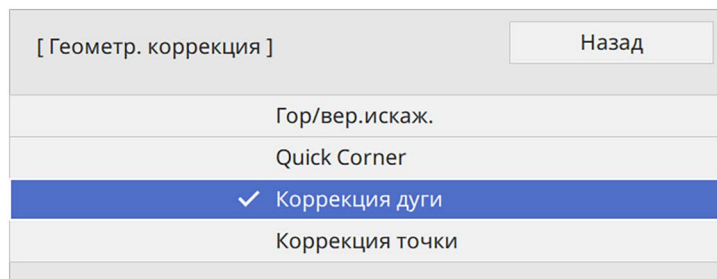 [ Геометр. коррекция ]
Назад
Гор/вер.искаж.
Quick Corner
Коррекция дуги
Коррекция точки